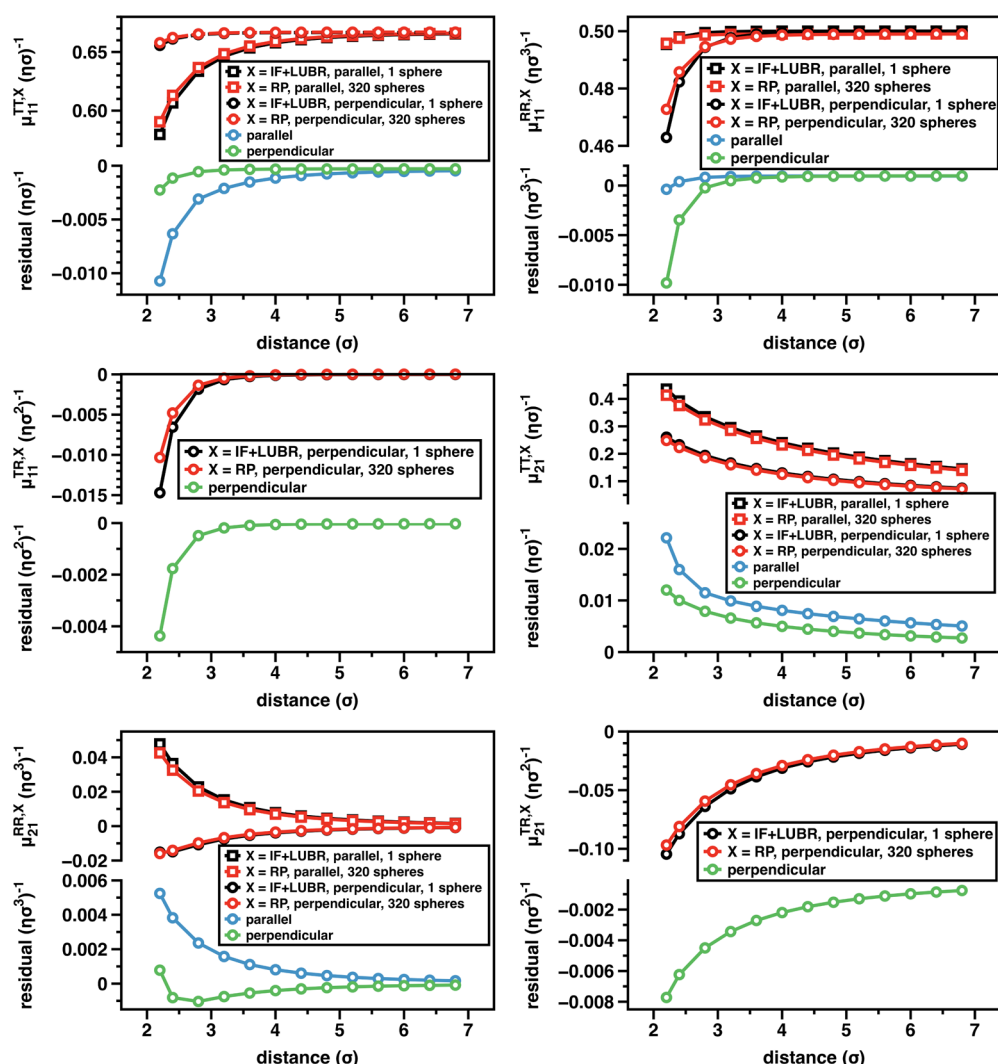 μ₁₁ᵀᵀ,ˣ (ησ)⁻¹
0.65
0.60
X = IF+LUBR, parallel, 1 sphere
X = RP, parallel, 320 spheres
X = IF+LUBR, perpendicular, 1 sphere
X = RP, perpendicular, 320 spheres
parallel
perpendicular
residual (ησ)⁻¹
0
−0.005
−0.010
2 3 4 5 6 7
distance (σ)
μ₁₁ᴿᴿ,ˣ (ησ³)⁻¹
0.50
0.48
0.46
X = IF+LUBR, parallel, 1 sphere
X = RP, parallel, 320 spheres
X = IF+LUBR, perpendicular, 1 sphere
X = RP, perpendicular, 320 spheres
parallel
perpendicular
residual (ησ³)⁻¹
0
−0.005
−0.010
2 3 4 5 6 7
distance (σ)
μ₁₁ᵀᴿ,ˣ (ησ²)⁻¹
0
−0.005
−0.010
−0.015
X = IF+LUBR, perpendicular, 1 sphere
X = RP, perpendicular, 320 spheres
perpendicular
residual (ησ²)⁻¹
0
−0.002
−0.004
2 3 4 5 6 7
distance (σ)
μ₂₁ᵀᵀ,ˣ (ησ)⁻¹
0.4
0.3
0.2
0.1
X = IF+LUBR, parallel, 1 sphere
X = RP, parallel, 320 spheres
X = IF+LUBR, perpendicular, 1 sphere
X = RP, perpendicular, 320 spheres
parallel
perpendicular
residual (ησ)⁻¹
0.02
0.01
0
2 3 4 5 6 7
distance (σ)
μ₂₁ᴿᴿ,ˣ (ησ³)⁻¹
0.04
0.02
0
−0.02
X = IF+LUBR, parallel, 1 sphere
X = RP, parallel, 320 spheres
X = IF+LUBR, perpendicular, 1 sphere
X = RP, perpendicular, 320 spheres
parallel
perpendicular
residual (ησ³)⁻¹
0.006
0.004
0.002
0
2 3 4 5 6 7
distance (σ)
μ₂₁ᵀᴿ,ˣ (ησ²)⁻¹
0
−0.05
−0.10
X = IF+LUBR, perpendicular, 1 sphere
X = RP, perpendicular, 320 spheres
perpendicular
residual (ησ²)⁻¹
−0.002
−0.004
−0.006
−0.008
2 3 4 5 6 7
distance (σ)